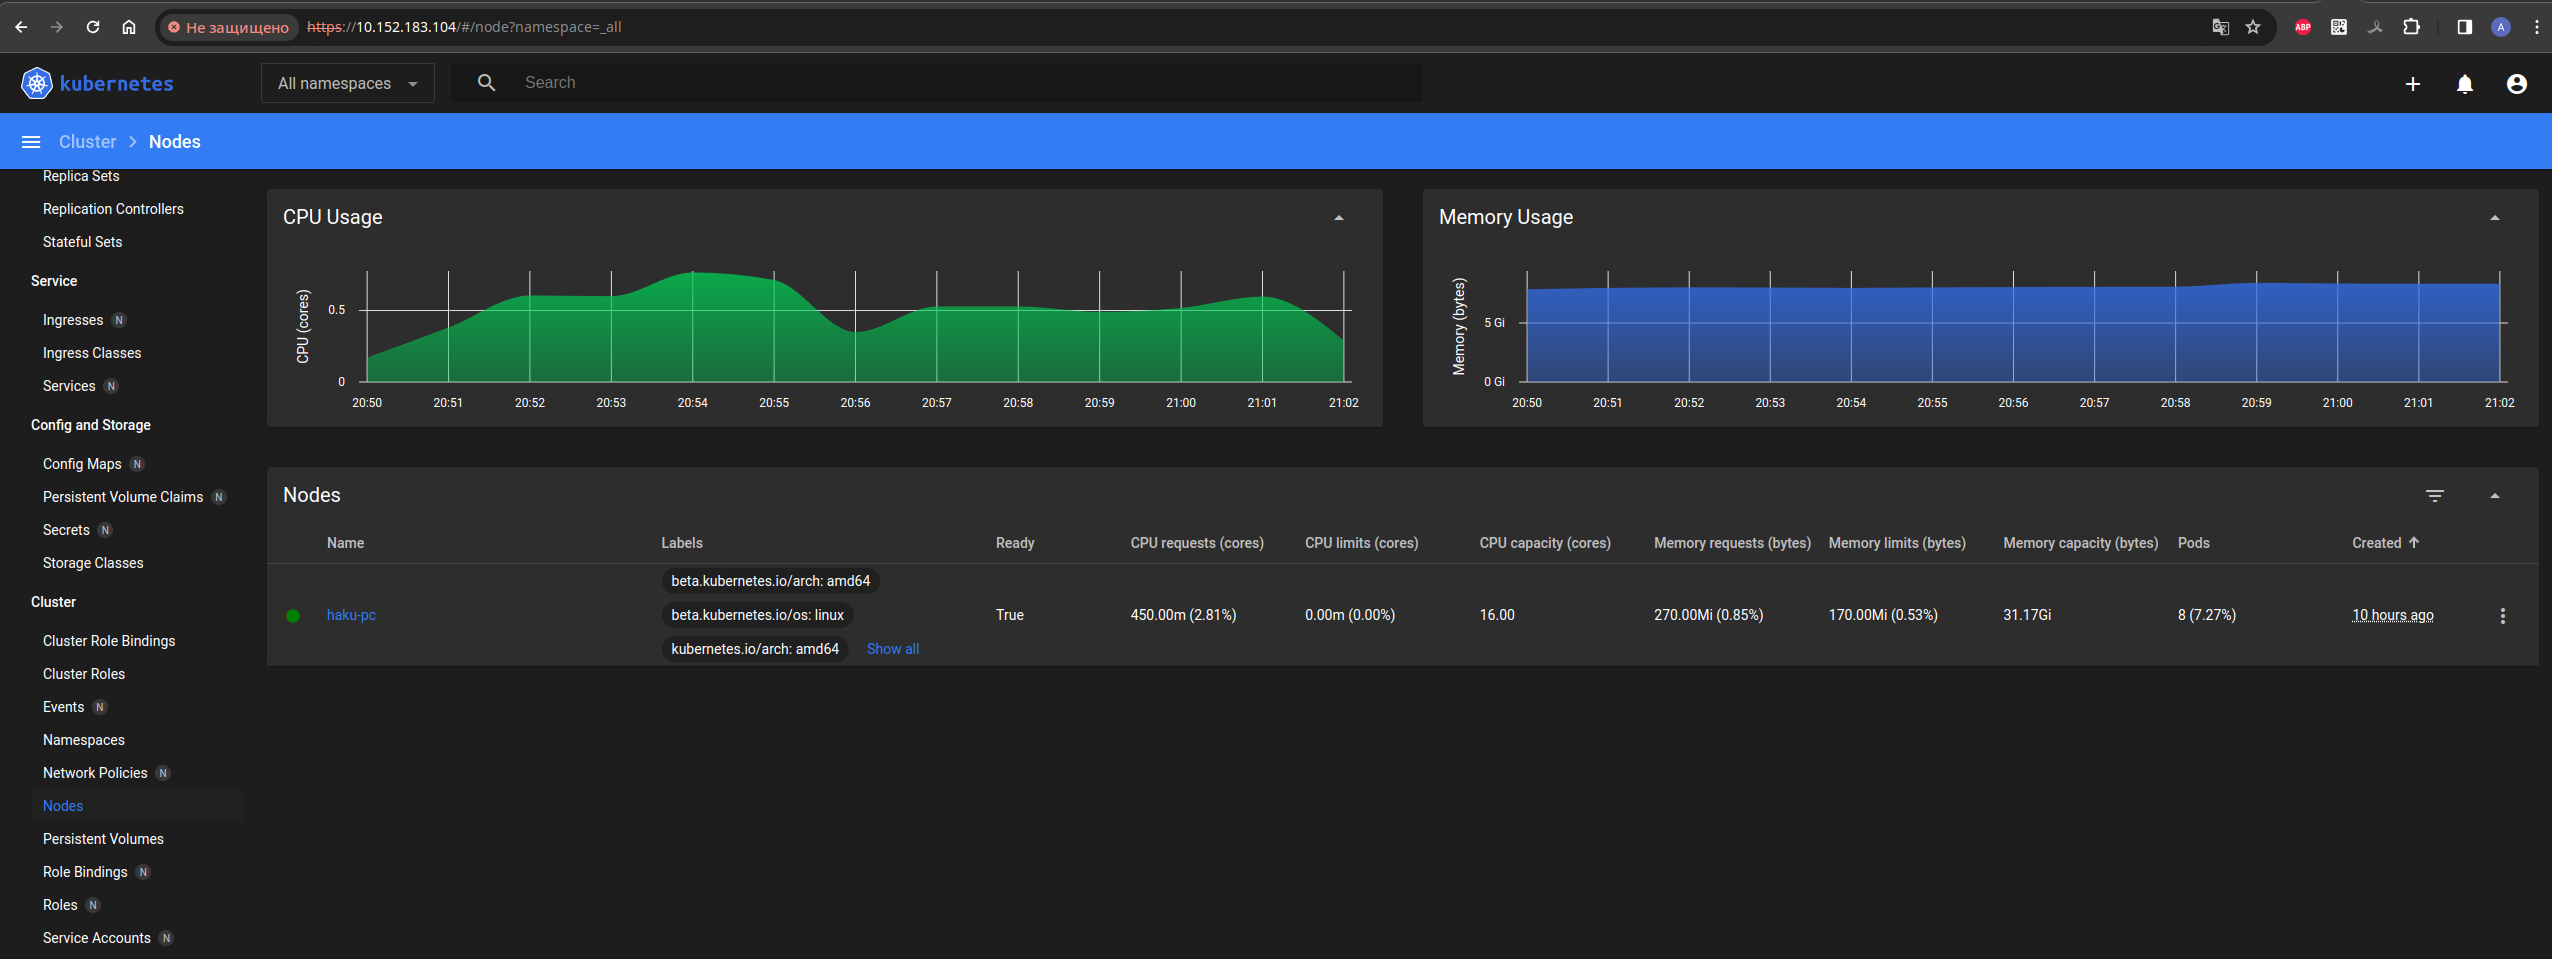 Не защищено https://10.152.183.104/#/node?namespace=_all ABP A
kubernetes All namespaces Search
Cluster Nodes
Replica Sets
Replication Controllers
Stateful Sets
Service
Ingresses N
Ingress Classes
Services N
Config and Storage
Config Maps N
Persistent Volume Claims N
Secrets N
Storage Classes
Cluster
Cluster Role Bindings
Cluster Roles
Events N
Namespaces
Network Policies N
Nodes
Persistent Volumes
Role Bindings N
Roles N
Service Accounts N
CPU Usage
CPU (cores)
0.5
0
20:50 20:51 20:52 20:53 20:54 20:55 20:56 20:57 20:58 20:59 21:00 21:01 21:02
Memory Usage
Memory (bytes)
5 Gi
0 Gi
20:50 20:51 20:52 20:53 20:54 20:55 20:56 20:57 20:58 20:59 21:00 21:01 21:02
Nodes
Name Labels Ready CPU requests (cores) CPU limits (cores) CPU capacity (cores) Memory requests (bytes) Memory limits (bytes) Memory capacity (bytes) Pods Created
beta.kubernetes.io/arch: amd64
haku-pc beta.kubernetes.io/os: linux True 450.00m (2.81%) 0.00m (0.00%) 16.00 270.00Mi (0.85%) 170.00Mi (0.53%) 31.17Gi 8 (7.27%) 10 hours ago
kubernetes.io/arch: amd64 Show all